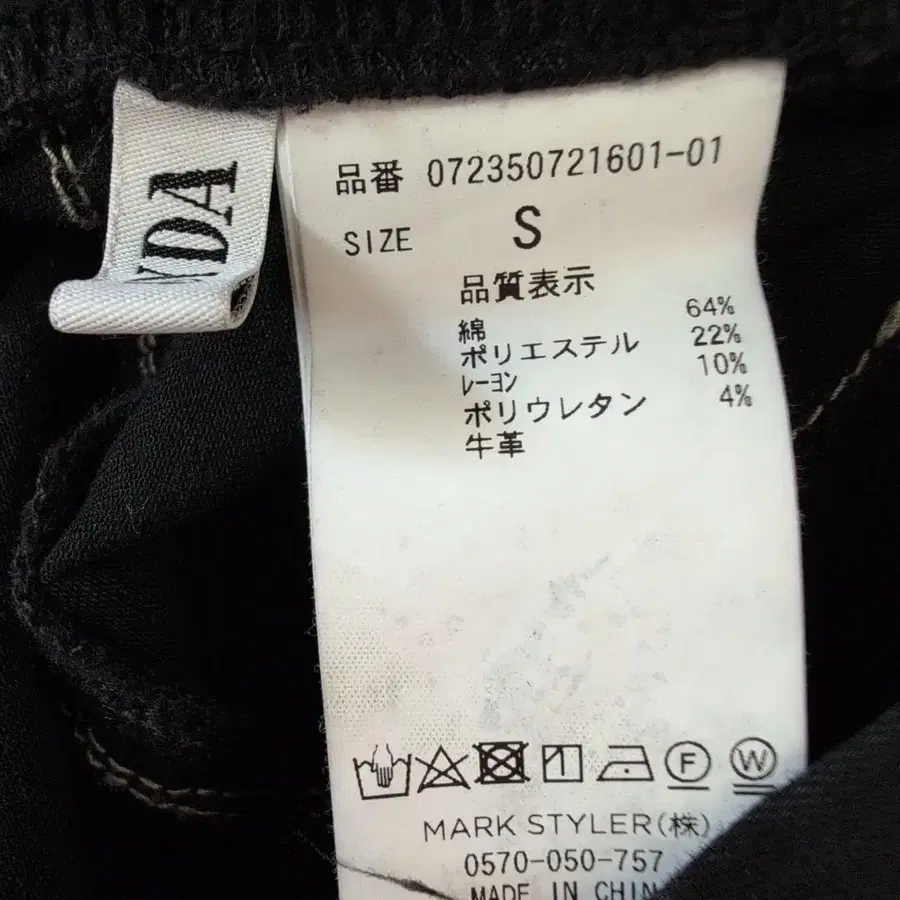 NDA
品番 072350721601-01
SIZE S
品質表示
綿 64%
ポリエステル 22%
レーヨン 10%
ポリウレタン 4%
牛革
F
W
MARK STYLER(株)
0570-050-757
MADE IN CHIN